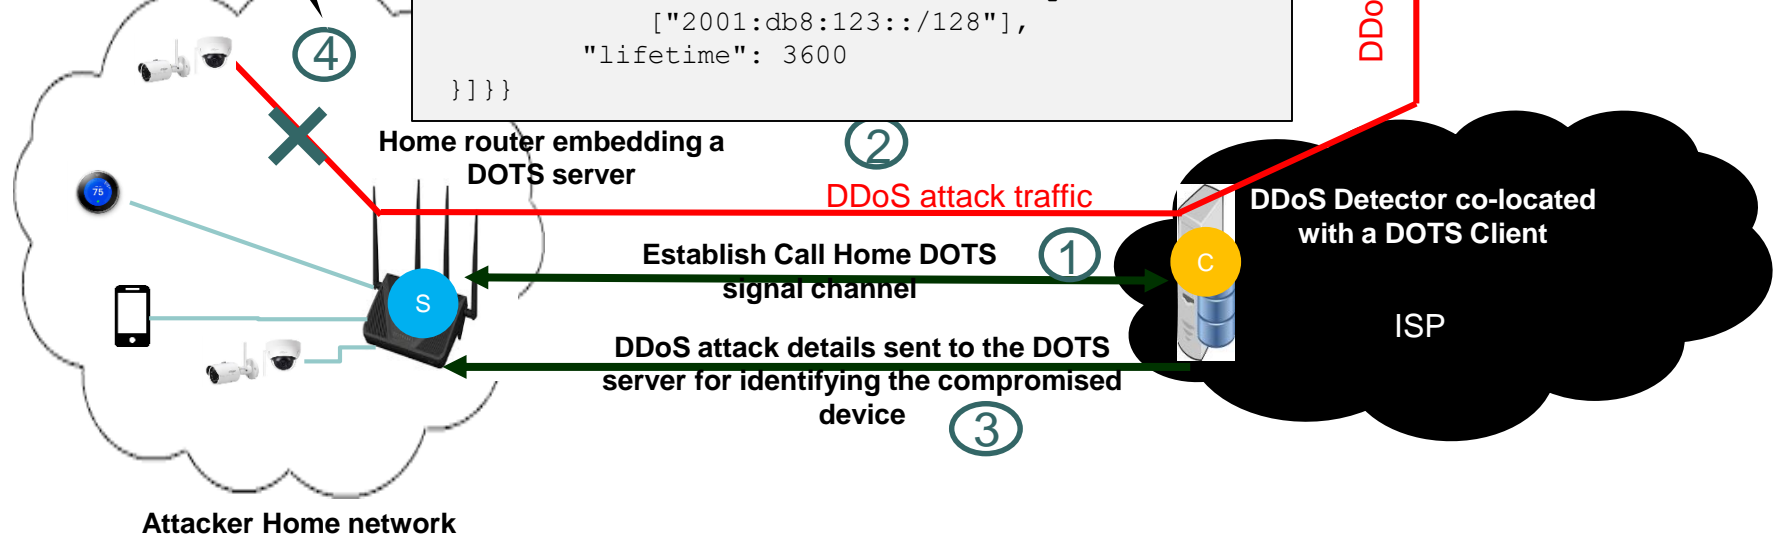 ["2001:db8:123::/128"],
"lifetime": 3600
}]}}
DDo
4
Home router embedding a
DOTS server
2
DDoS attack traffic
DDoS Detector co-located
with a DOTS Client
75
Establish Call Home DOTS
signal channel
1
C
S
ISP
DDoS attack details sent to the DOTS
server for identifying the compromised
device
3
Attacker Home network